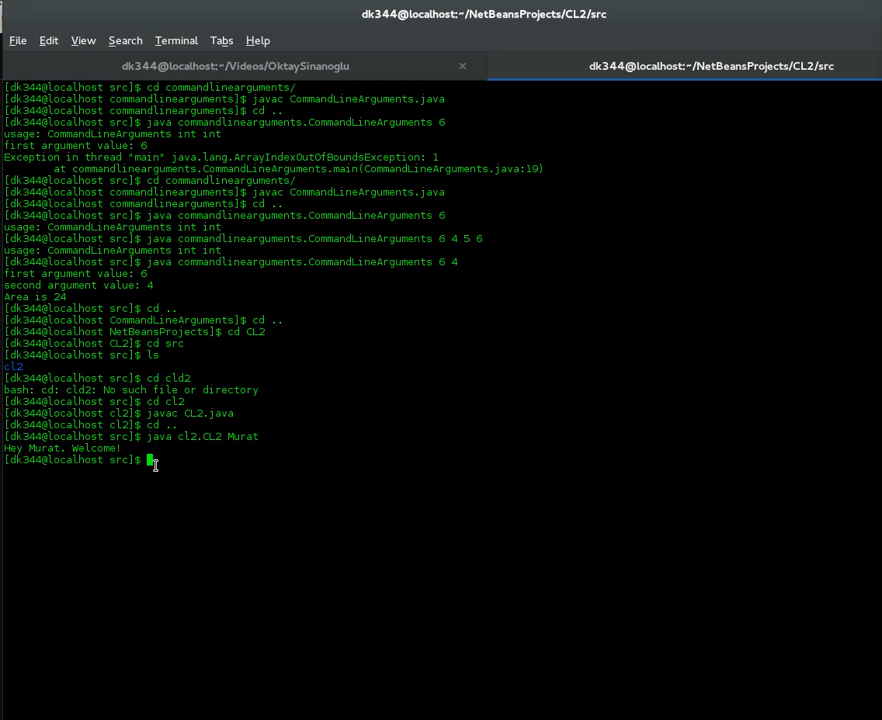 dk344@localhost:~/NetBeansProjects/CL2/src
File Edit View Search Terminal Tabs Help
dk344@localhost:~/Videos/OktaySinanoglu × dk344@localhost:~/NetBeansProjects/CL2/src
[dk344@localhost src]$ cd commandlinearguments/
[dk344@localhost commandlinearguments]$ javac CommandLineArguments.java
[dk344@localhost commandlinearguments]$ cd ..
[dk344@localhost src]$ java commandlinearguments.CommandLineArguments 6
usage: CommandLineArguments int int
first argument value: 6
Exception in thread "main" java.lang.ArrayIndexOutOfBoundsException: 1
at commandlinearguments.CommandLineArguments.main(CommandLineArguments.java:19)
[dk344@localhost src]$ cd commandlinearguments/
[dk344@localhost commandlinearguments]$ javac CommandLineArguments.java
[dk344@localhost commandlinearguments]$ cd ..
[dk344@localhost src]$ java commandlinearguments.CommandLineArguments 6
usage: CommandLineArguments int int
[dk344@localhost src]$ java commandlinearguments.CommandLineArguments 6 4 5 6
usage: CommandLineArguments int int
[dk344@localhost src]$ java commandlinearguments.CommandLineArguments 6 4
first argument value: 6
second argument value: 4
Area is 24
[dk344@localhost src]$ cd ..
[dk344@localhost CommandLineArguments]$ cd ..
[dk344@localhost NetBeansProjects]$ cd CL2
[dk344@localhost CL2]$ cd src
[dk344@localhost src]$ ls
cl2
[dk344@localhost src]$ cd cld2
bash: cd: cld2: No such file or directory
[dk344@localhost src]$ cd cl2
[dk344@localhost cl2]$ javac CL2.java
[dk344@localhost cl2]$ cd ..
[dk344@localhost src]$ java cl2.CL2 Murat
Hey Murat. Welcome!
[dk344@localhost src]$